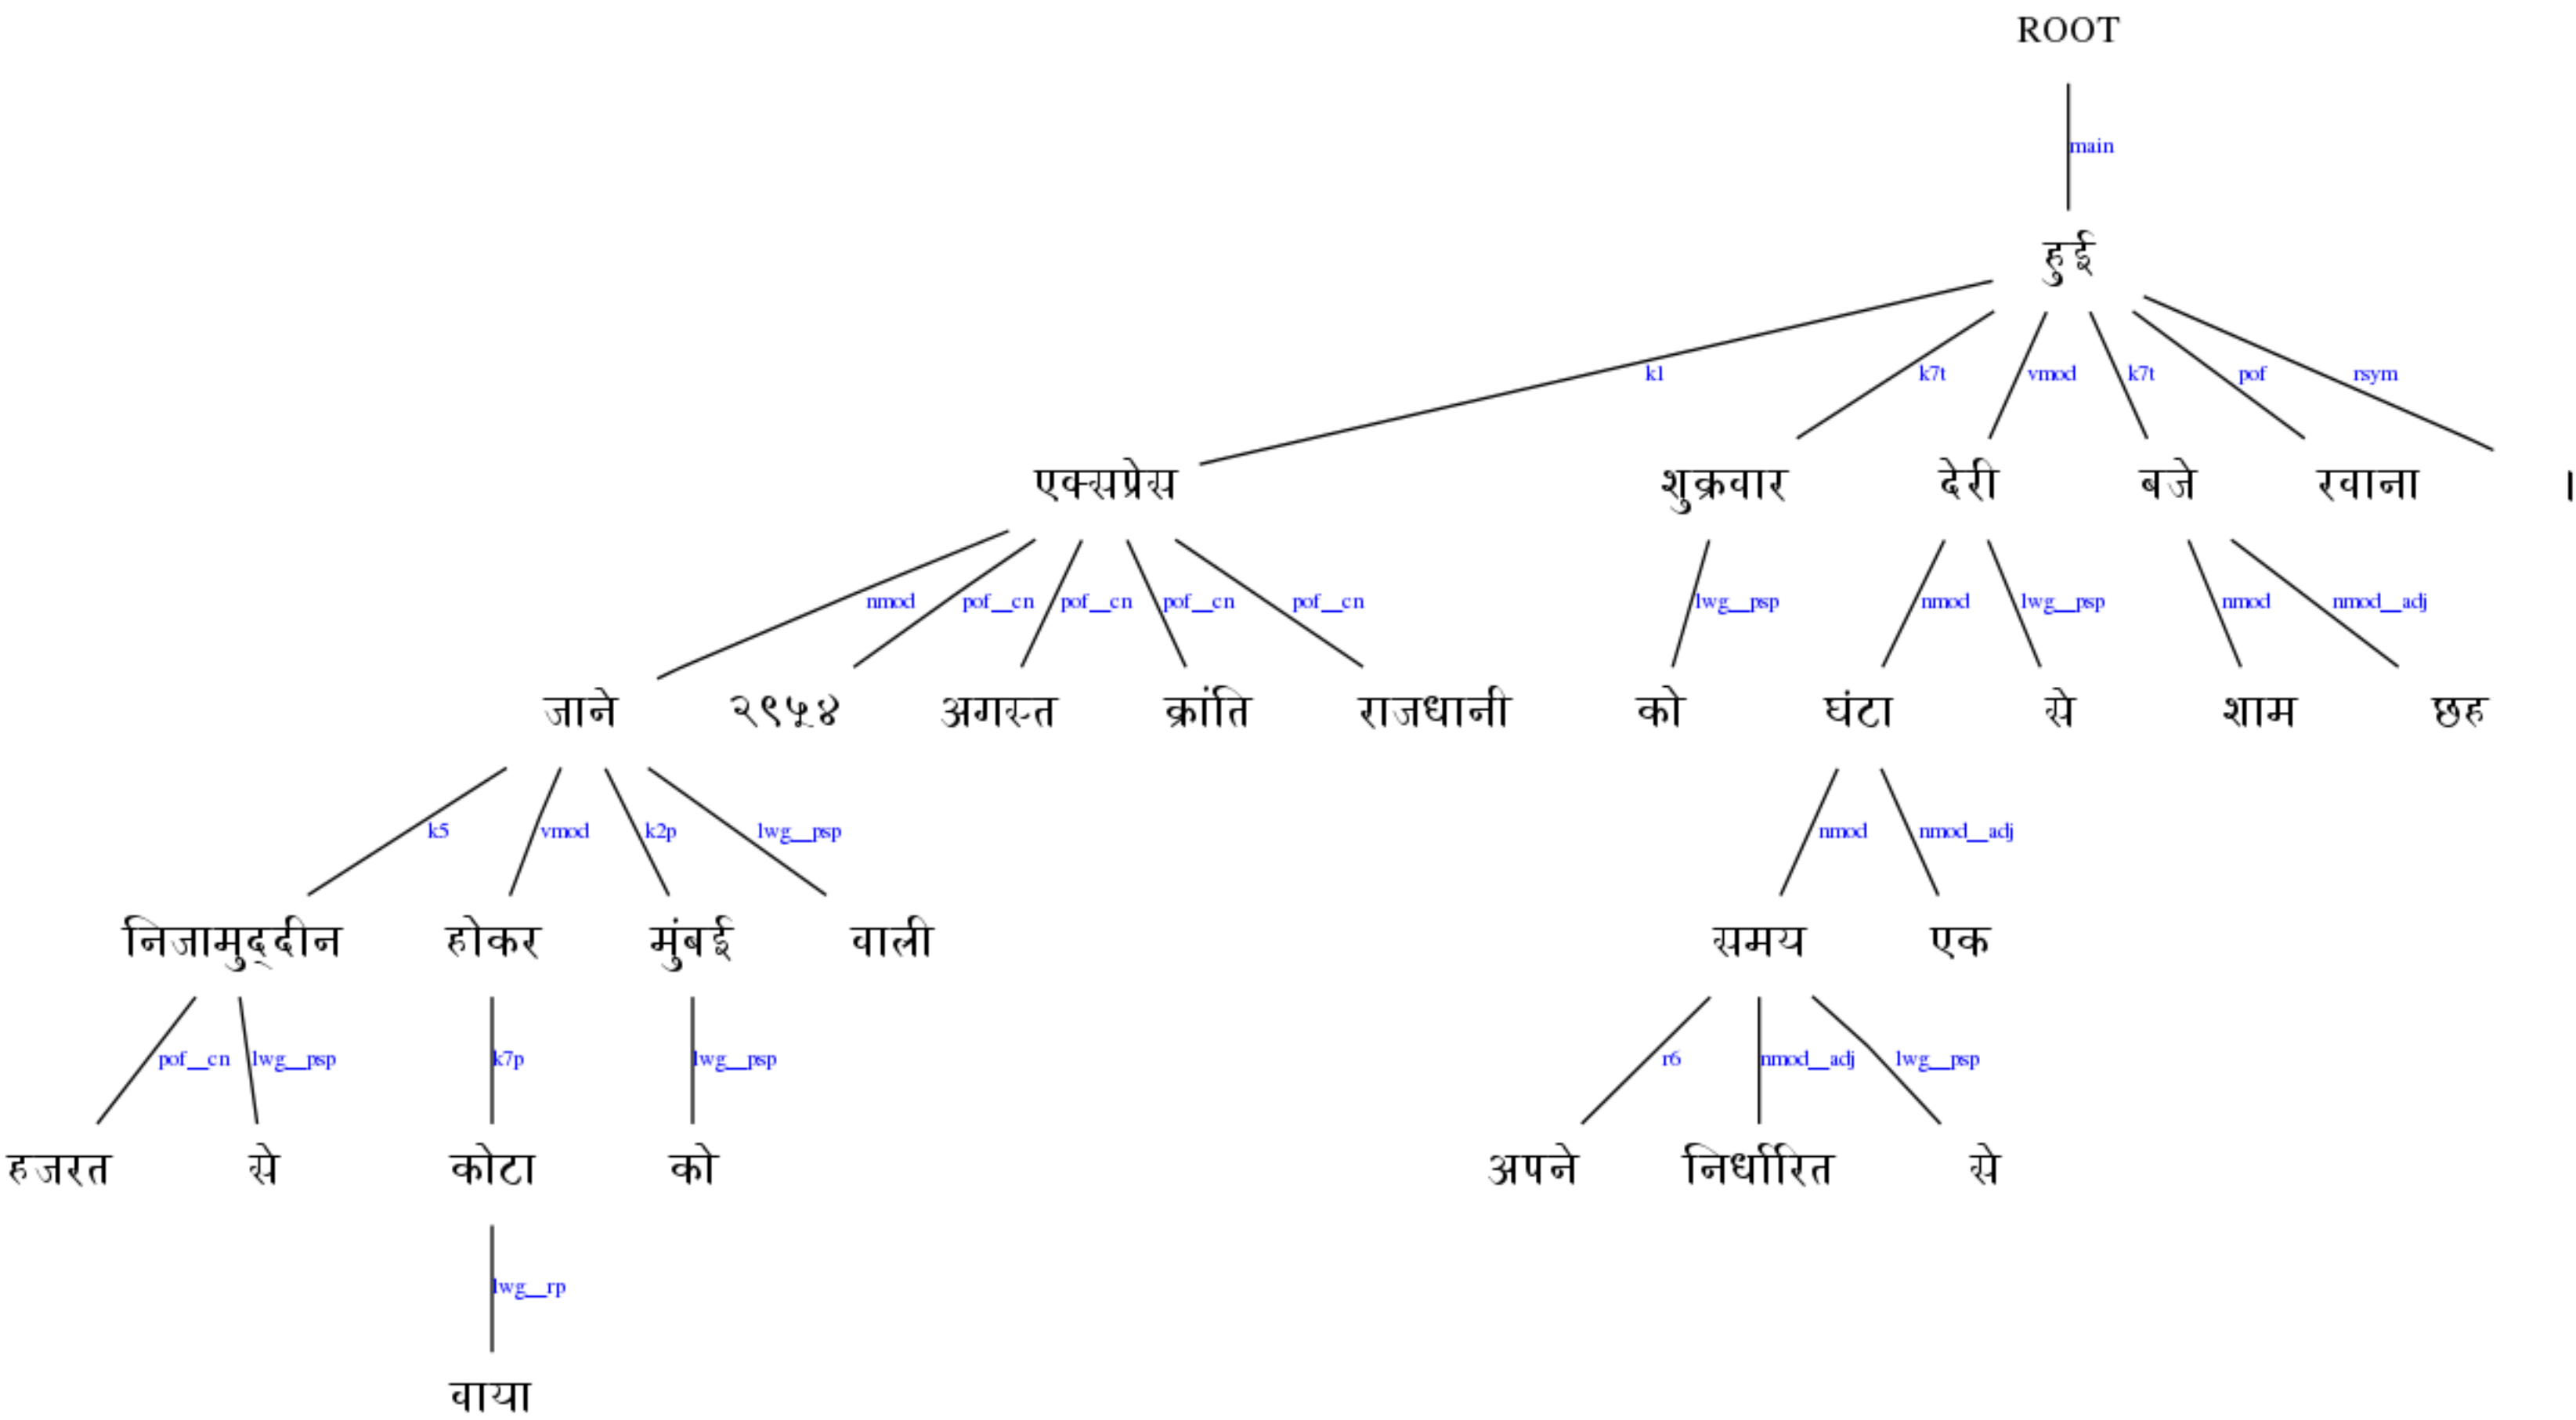 ROOT
main
हुई
k1 k7t vmod k7t pof rsym
एक्सप्रेस शुक्रवार देरी बजे रवाना ।
nmod pof__cn pof__cn pof__cn pof__cn lwg__psp nmod lwg__psp nmod nmod__adj
जाने २९५४ अगस्त क्रांति राजधानी को घंटा से शाम छह
k5 vmod k2p lwg__psp nmod nmod__adj
निजामुद्दीन होकर मुंबई वाली समय एक
pof__cn lwg__psp k7p lwg__psp r6 nmod__adj lwg__psp
हजरत से कोटा को अपने निर्धारित से
lwg__rp
वाया